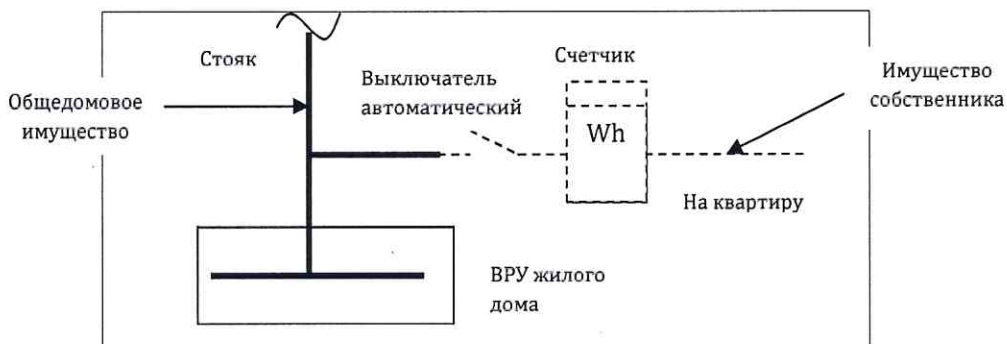 Стояк
Счетчик
Выключатель
автоматический
Имущество
собственника
Общедомовое
имущество
Wh
На квартиру
ВРУ жилого
дома